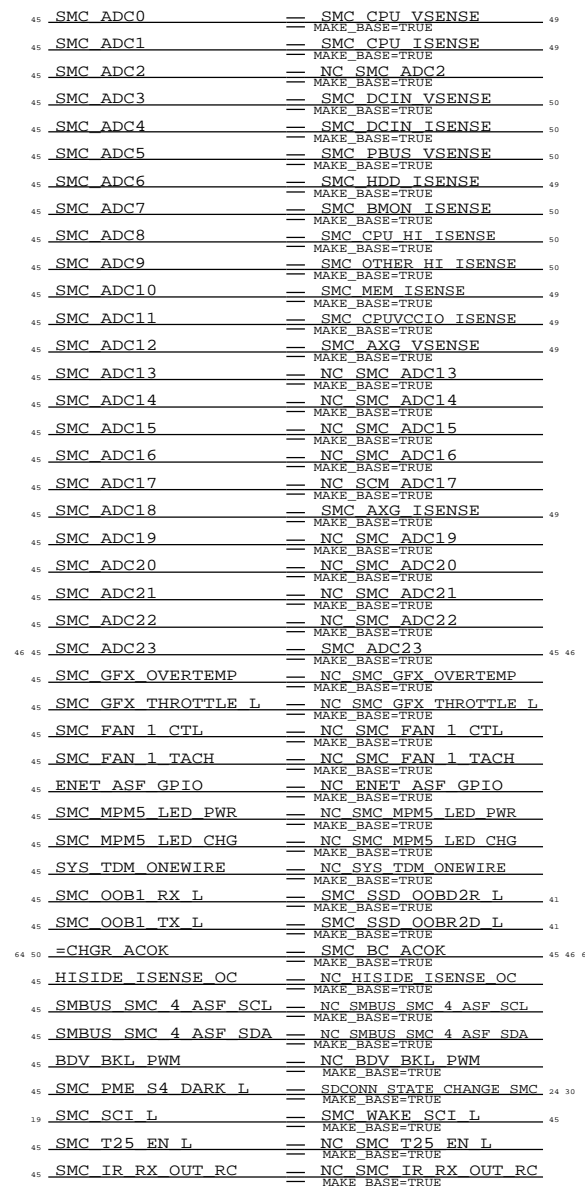 45 SMC_ADC0 SMC_CPU_VSENSE 49
MAKE_BASE=TRUE
45 SMC_ADC1 SMC_CPU_ISENSE 49
MAKE_BASE=TRUE
45 SMC_ADC2 NC_SMC_ADC2
MAKE_BASE=TRUE
45 SMC_ADC3 SMC_DCIN_VSENSE 50
MAKE_BASE=TRUE
45 SMC_ADC4 SMC_DCIN_ISENSE 50
MAKE_BASE=TRUE
45 SMC_ADC5 SMC_PBUS_VSENSE 50
MAKE_BASE=TRUE
45 SMC_ADC6 SMC_HDD_ISENSE 49
MAKE_BASE=TRUE
45 SMC_ADC7 SMC_BMON_ISENSE 50
MAKE_BASE=TRUE
45 SMC_ADC8 SMC_CPU_HI_ISENSE 50
MAKE_BASE=TRUE
45 SMC_ADC9 SMC_OTHER_HI_ISENSE 50
MAKE_BASE=TRUE
45 SMC_ADC10 SMC_MEM_ISENSE 49
MAKE_BASE=TRUE
45 SMC_ADC11 SMC_CPUVCCIO_ISENSE 49
MAKE_BASE=TRUE
45 SMC_ADC12 SMC_AXG_VSENSE 49
MAKE_BASE=TRUE
45 SMC_ADC13 NC_SMC_ADC13
MAKE_BASE=TRUE
45 SMC_ADC14 NC_SMC_ADC14
MAKE_BASE=TRUE
45 SMC_ADC15 NC_SMC_ADC15
MAKE_BASE=TRUE
45 SMC_ADC16 NC_SMC_ADC16
MAKE_BASE=TRUE
45 SMC_ADC17 NC_SCM_ADC17
MAKE_BASE=TRUE
45 SMC_ADC18 SMC_AXG_ISENSE 49
MAKE_BASE=TRUE
45 SMC_ADC19 NC_SMC_ADC19
MAKE_BASE=TRUE
45 SMC_ADC20 NC_SMC_ADC20
MAKE_BASE=TRUE
45 SMC_ADC21 NC_SMC_ADC21
MAKE_BASE=TRUE
45 SMC_ADC22 NC_SMC_ADC22
MAKE_BASE=TRUE
46 45 SMC_ADC23 SMC_ADC23 45 46
MAKE_BASE=TRUE
45 SMC_GFX_OVERTEMP NC_SMC_GFX_OVERTEMP
MAKE_BASE=TRUE
45 SMC_GFX_THROTTLE_L NC_SMC_GFX_THROTTLE_L
MAKE_BASE=TRUE
45 SMC_FAN_1_CTL NC_SMC_FAN_1_CTL
MAKE_BASE=TRUE
45 SMC_FAN_1_TACH NC_SMC_FAN_1_TACH
MAKE_BASE=TRUE
45 ENET_ASF_GPIO NC_ENET_ASF_GPIO
MAKE_BASE=TRUE
45 SMC_MPM5_LED_PWR NC_SMC_MPM5_LED_PWR
MAKE_BASE=TRUE
45 SMC_MPM5_LED_CHG NC_SMC_MPM5_LED_CHG
MAKE_BASE=TRUE
45 SYS_TDM_ONEWIRE NC_SYS_TDM_ONEWIRE
MAKE_BASE=TRUE
45 SMC_OOB1_RX_L SMC_SSD_OOBD2R_L 41
MAKE_BASE=TRUE
45 SMC_OOB1_TX_L SMC_SSD_OOBR2D_L 41
MAKE_BASE=TRUE
64 50 =CHGR_ACOK SMC_BC_ACOK 45 46 6
MAKE_BASE=TRUE
45 HISIDE_ISENSE_OC NC_HISIDE_ISENSE_OC
MAKE_BASE=TRUE
45 SMBUS_SMC_4_ASF_SCL NC_SMBUS_SMC_4_ASF_SCL
MAKE_BASE=TRUE
45 SMBUS_SMC_4_ASF_SDA NC_SMBUS_SMC_4_ASF_SDA
MAKE_BASE=TRUE
45 BDV_BKL_PWM NC_BDV_BKL_PWM
MAKE_BASE=TRUE
45 SMC_PME_S4_DARK_L SDCONN_STATE_CHANGE_SMC 24 30
MAKE_BASE=TRUE
19 SMC_SCI_L SMC_WAKE_SCI_L 45
MAKE_BASE=TRUE
45 SMC_T25_EN_L NC_SMC_T25_EN_L
MAKE_BASE=TRUE
45 SMC_IR_RX_OUT_RC NC_SMC_IR_RX_OUT_RC
MAKE_BASE=TRUE